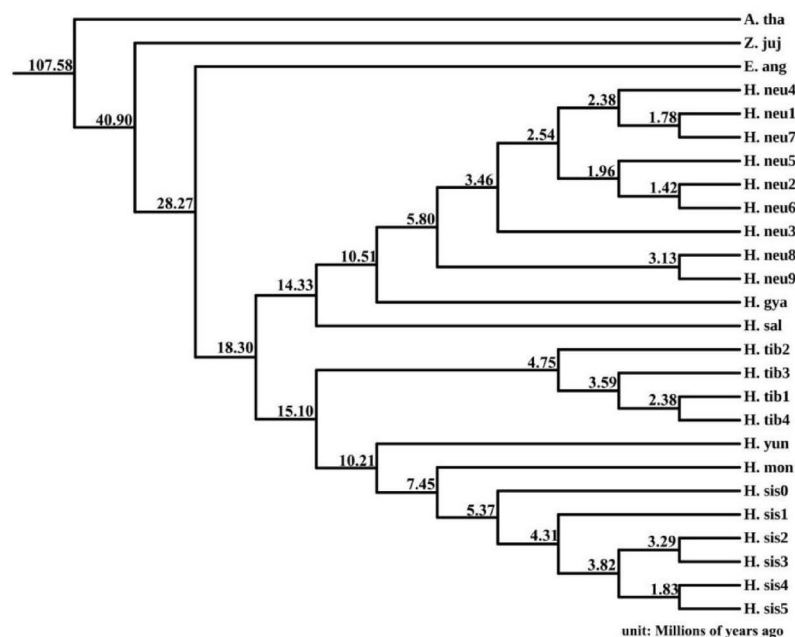 A. tha
Z. juj
107.58
E. ang
H. neu4
2.38
H. neu1
1.78
40.90
H. neu7
2.54
H. neu5
1.96
H. neu2
1.42
3.46
H. neu6
28.27
5.80
H. neu3
H. neu8
10.51
3.13
H. neu9
14.33
H. gya
H. sal
18.30
H. tib2
4.75
H. tib3
3.59
H. tib1
2.38
15.10
H. tib4
H. yun
10.21
H. mon
7.45
H. sis0
5.37
H. sis1
4.31
H. sis2
3.29
H. sis3
3.82
H. sis4
1.83
H. sis5
unit: Millions of years ago